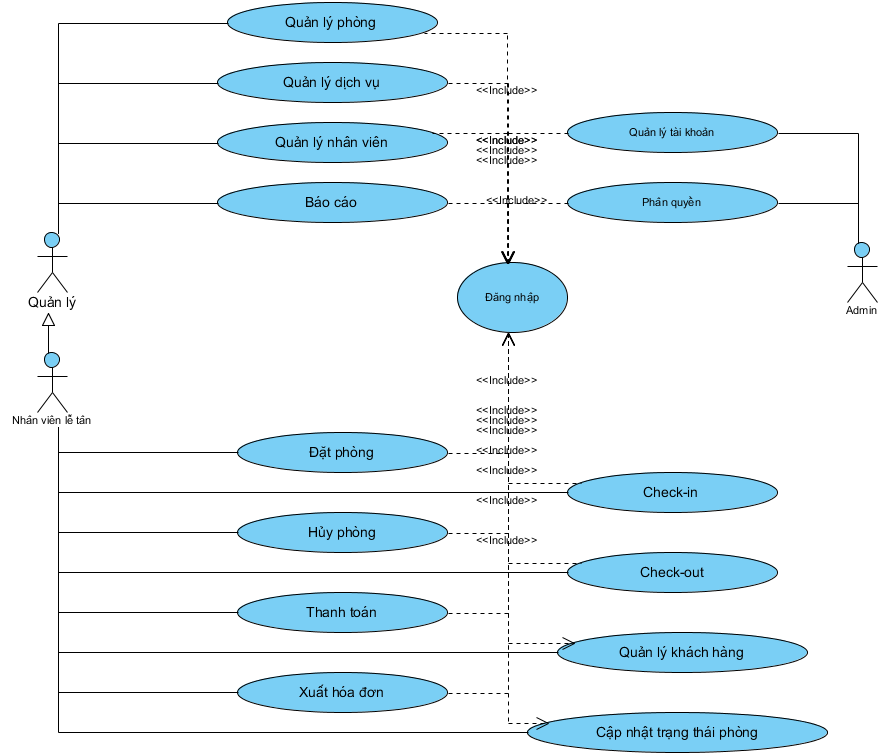 Quản lý phòng
Quản lý dịch vụ
<<Include>>
Quản lý nhân viên
Quản lý tài khoản
<<Include>>
<<Include>>
<<Include>>
Báo cáo
<<Include>>
Phân quyền
Đăng nhập
Quản lý
Admin
<<Include>>
Nhân viên lễ tân
<<Include>>
<<Include>>
<<Include>>
Đặt phòng
<<Include>>
<<Include>>
Check-in
<<Include>>
Hủy phòng
<<Include>>
Check-out
Thanh toán
Quản lý khách hàng
Xuất hóa đơn
Cập nhật trạng thái phòng